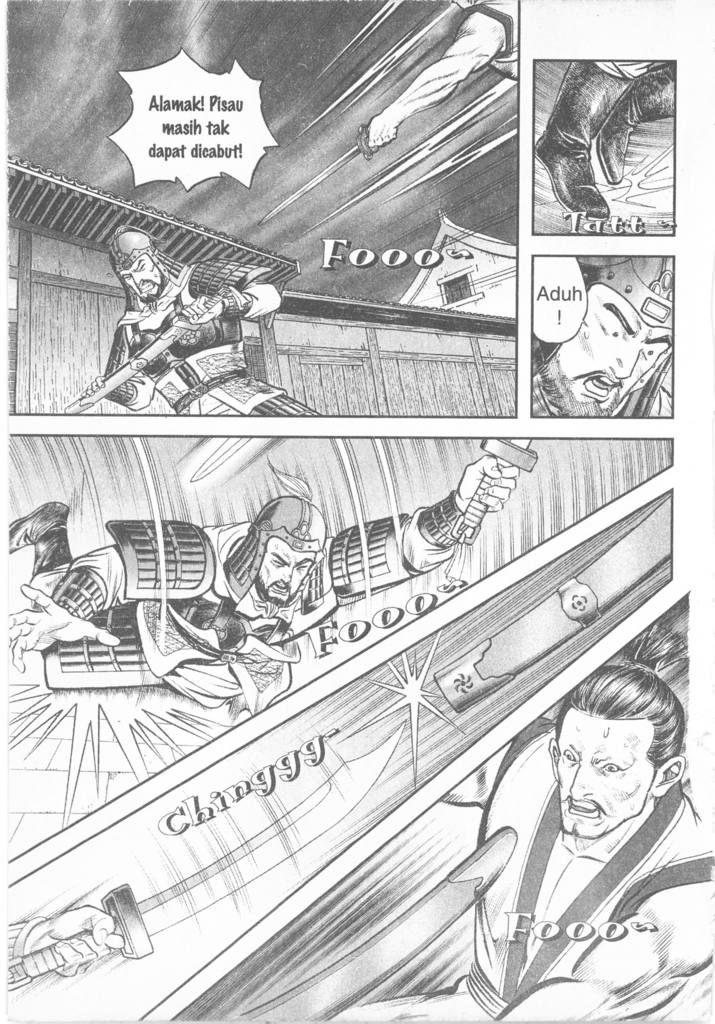 Alamak! Pisau
masih tak
dapat dicabut!
Fooo~
Tatt~
Aduh
!
Fooo~
Chinggg~
Fooo~